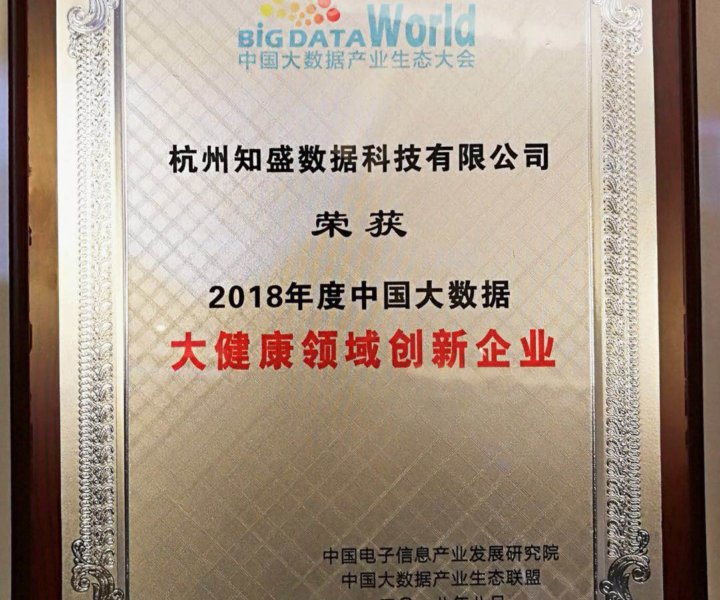 BIG DATA World
中国大数据产业生态大会
杭州知盛数据科技有限公司
荣获
2018年度中国大数据
大健康领域创新企业
中国电子信息产业发展研究院
中国大数据产业生态联盟